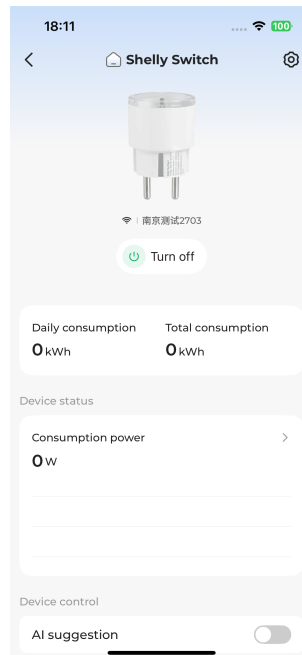 18:11
100
Shelly Switch
南京测试2703
Turn off
Daily consumption
Total consumption
0 kWh
0 kWh
Device status
Consumption power
0 W
Device control
AI suggestion